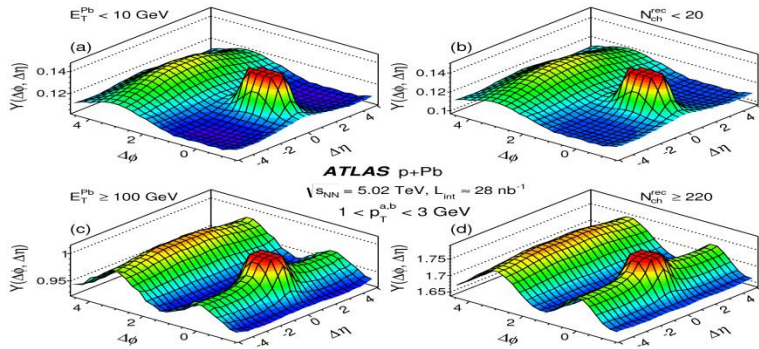 E_T^Pb < 10 GeV
N_ch^rec < 20
(a)
(b)
Y(Δϕ, Δη)
0.14
0.12
4
2
0
Δϕ
-4
-2
0
2
4
Δη
Y(Δϕ, Δη)
0.14
0.12
0.1
4
2
0
Δϕ
-4
-2
0
2
4
Δη
ATLAS p+Pb
√s_NN = 5.02 TeV, L_int ≈ 28 nb⁻¹
1 < p_T^a,b < 3 GeV
E_T^Pb ≥ 100 GeV
N_ch^rec ≥ 220
(c)
(d)
Y(Δϕ, Δη)
1
0.95
4
2
0
Δϕ
-4
-2
0
2
4
Δη
Y(Δϕ, Δη)
1.75
1.7
1.65
4
2
0
Δϕ
-4
-2
0
2
4
Δη